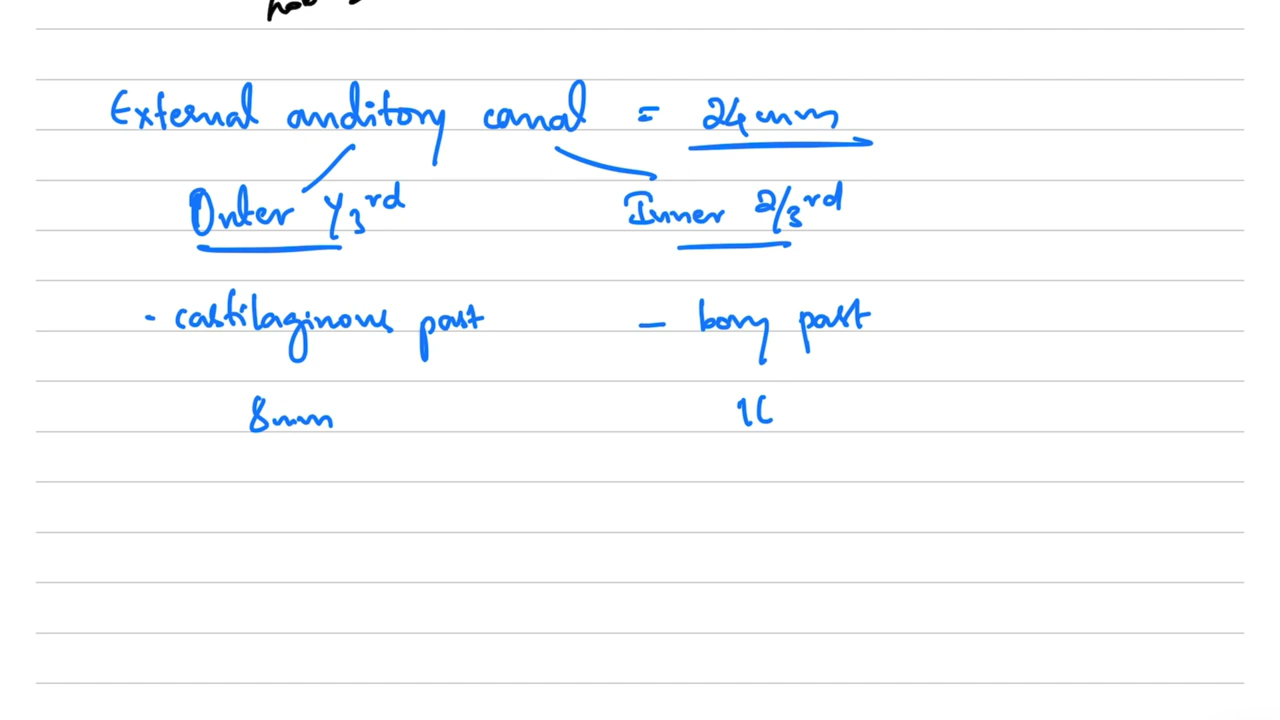 External auditory canal = 24mm
Outer 1/3rd Inner 2/3rd
- cartilaginous part - bony part
8mm